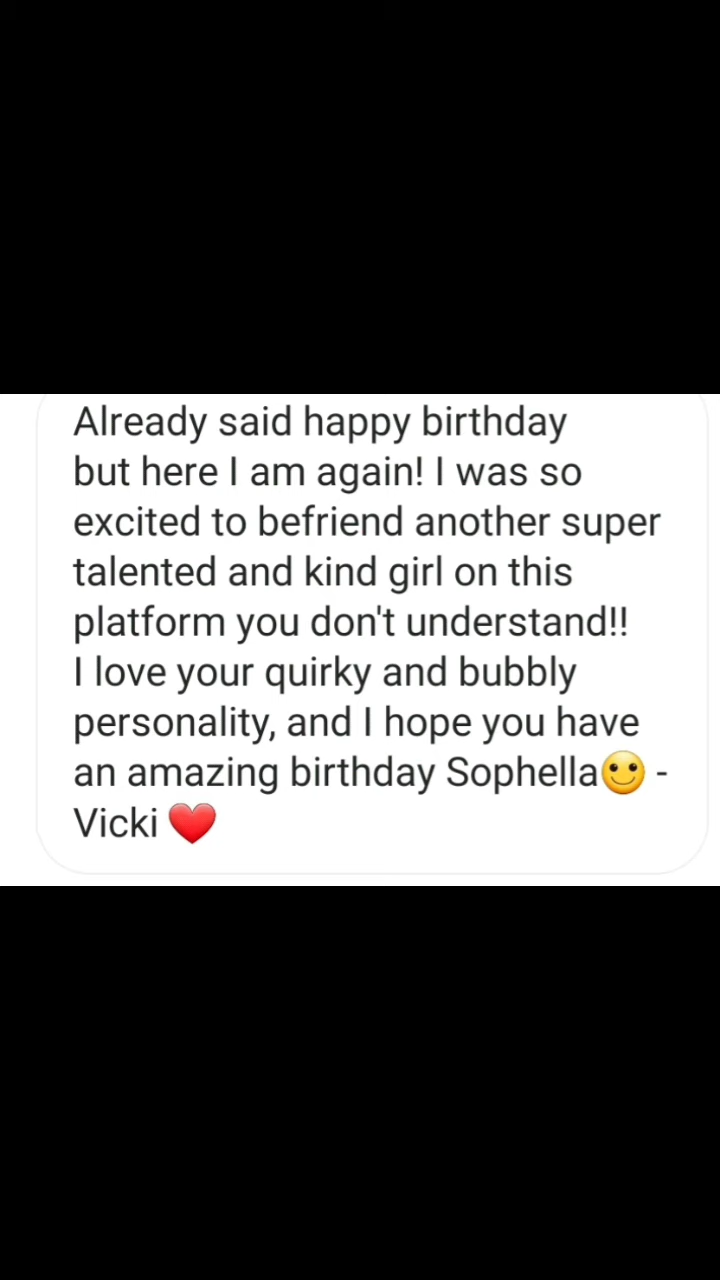 Already said happy birthday
but here I am again! I was so
excited to befriend another super
talented and kind girl on this
platform you don't understand!!
I love your quirky and bubbly
personality, and I hope you have
an amazing birthday Sophella🙂 -
Vicki ❤️